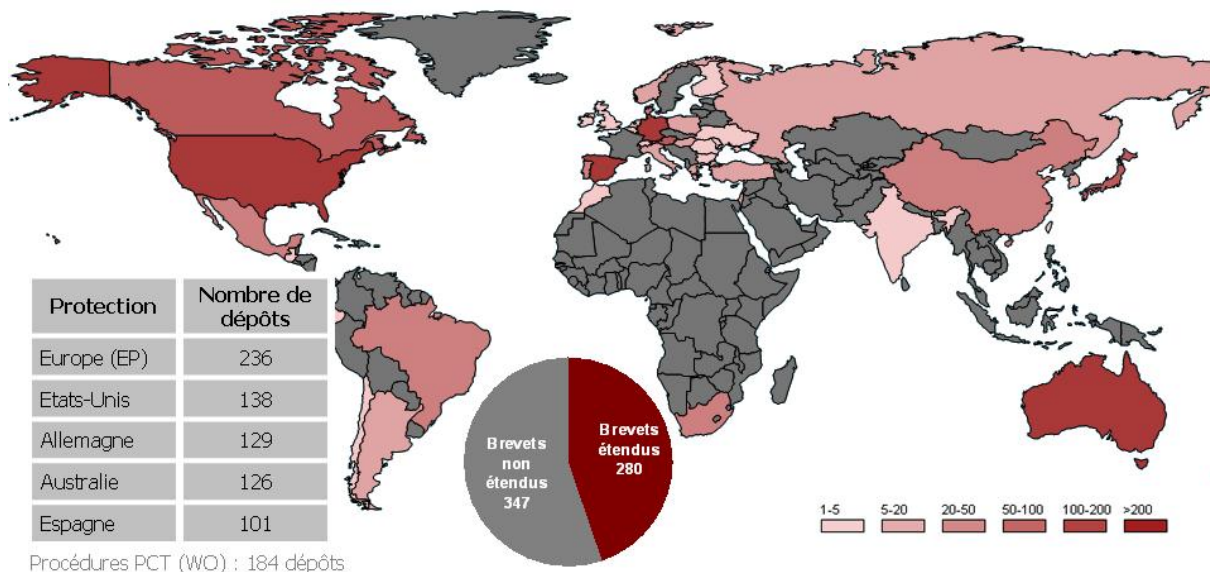 Protection
Nombre de
dépôts
Europe (EP)
236
Etats-Unis
138
Allemagne
129
Australie
126
Espagne
101
Procédures PCT (WO) : 184 dépôts
Brevets
non
étendus
347
Brevets
étendus
280
1-5
5-20
20-50
50-100
100-200
>200